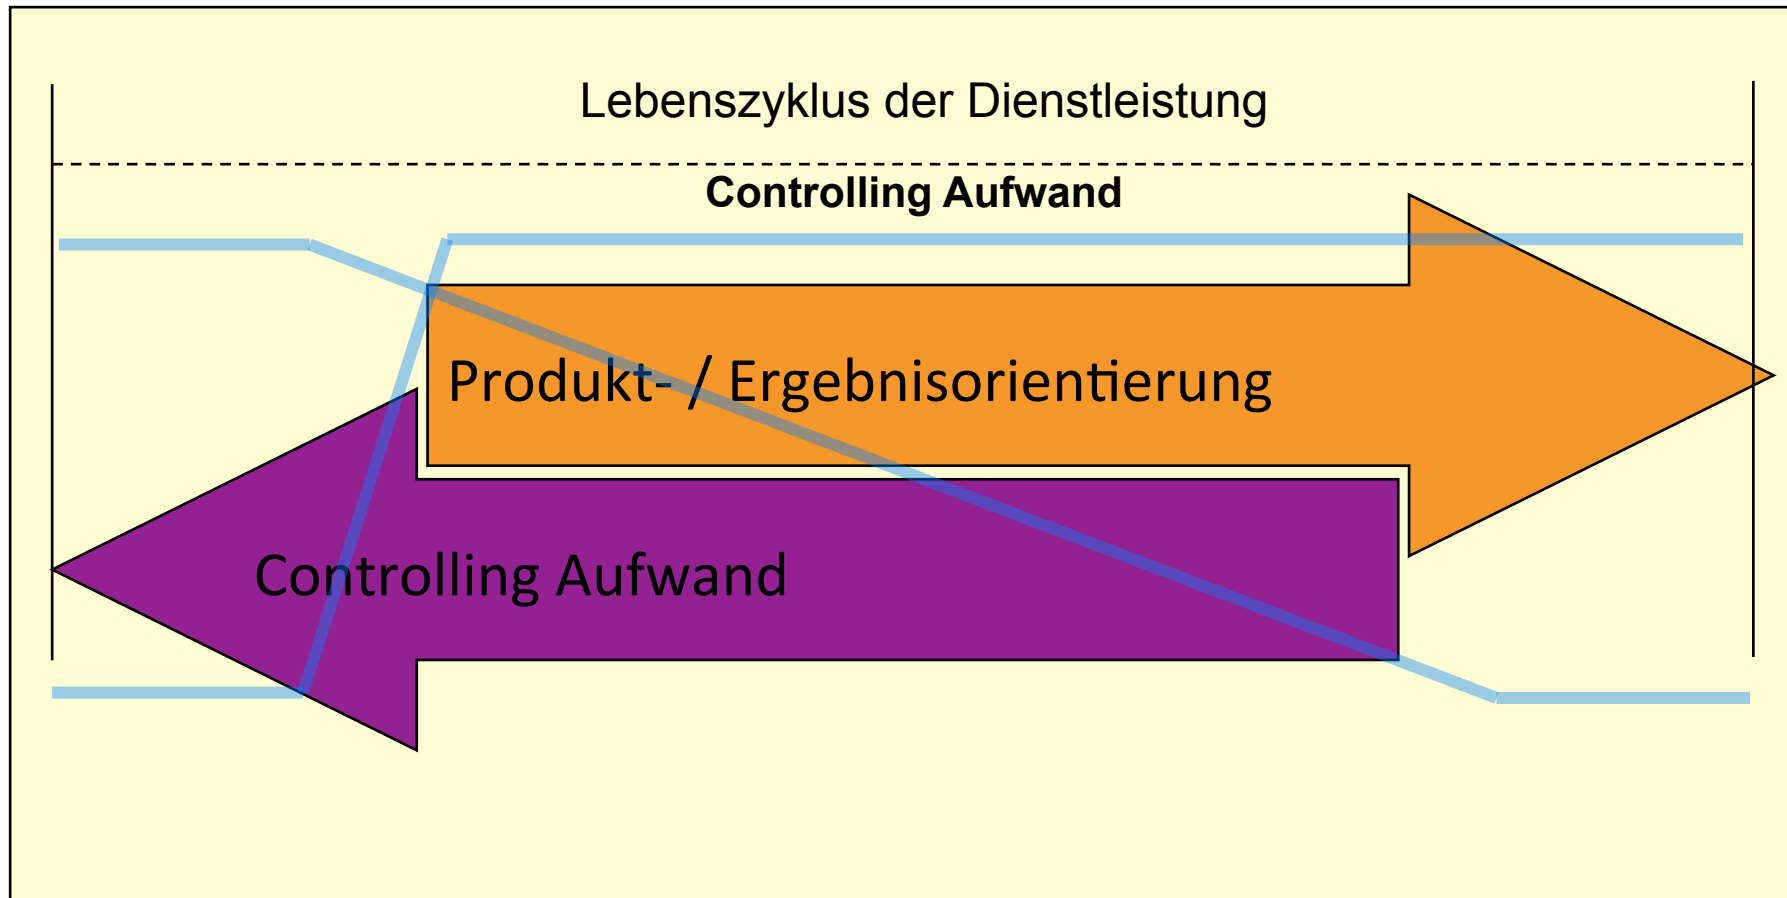 Lebenszyklus der Dienstleistung
Controlling Aufwand
Produkt- / Ergebnisorientierung
Controlling Aufwand